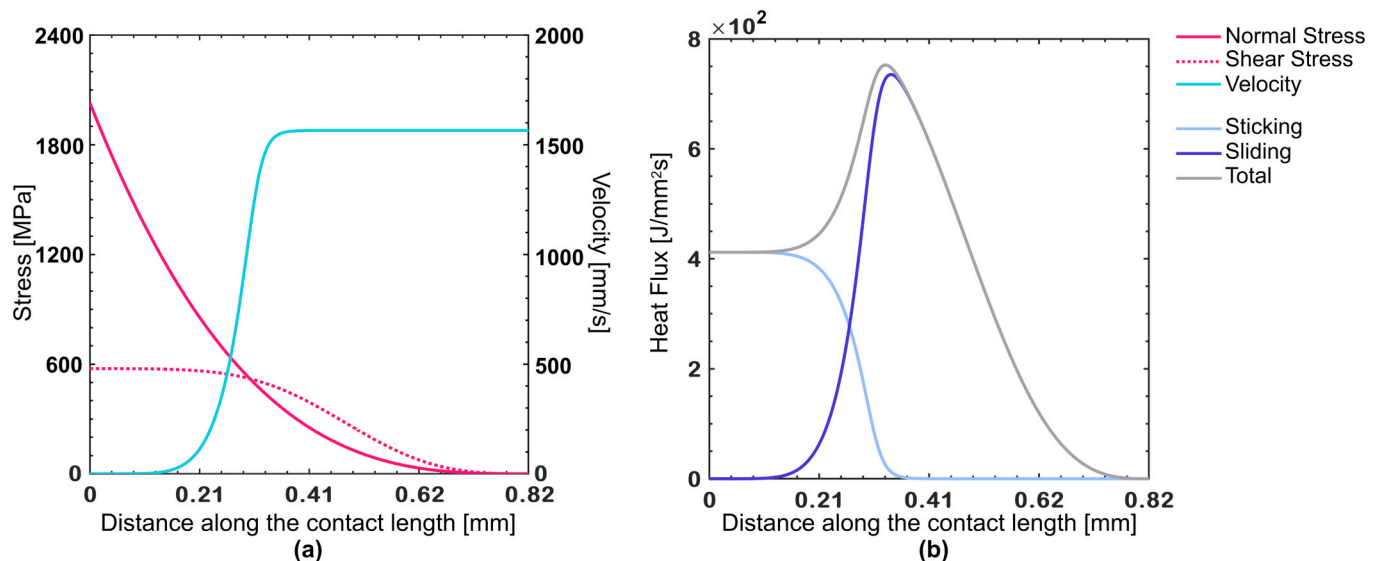 2400
1800
1200
600
0
Stress [MPa]
2000
1500
1000
500
0
Velocity [mm/s]
0 0.21 0.41 0.62 0.82
Distance along the contact length [mm]
(a)
×10²
8
6
4
2
0
Heat Flux [J/mm²s]
0 0.21 0.41 0.62 0.82
Distance along the contact length [mm]
(b)
Normal Stress
Shear Stress
Velocity
Sticking
Sliding
Total